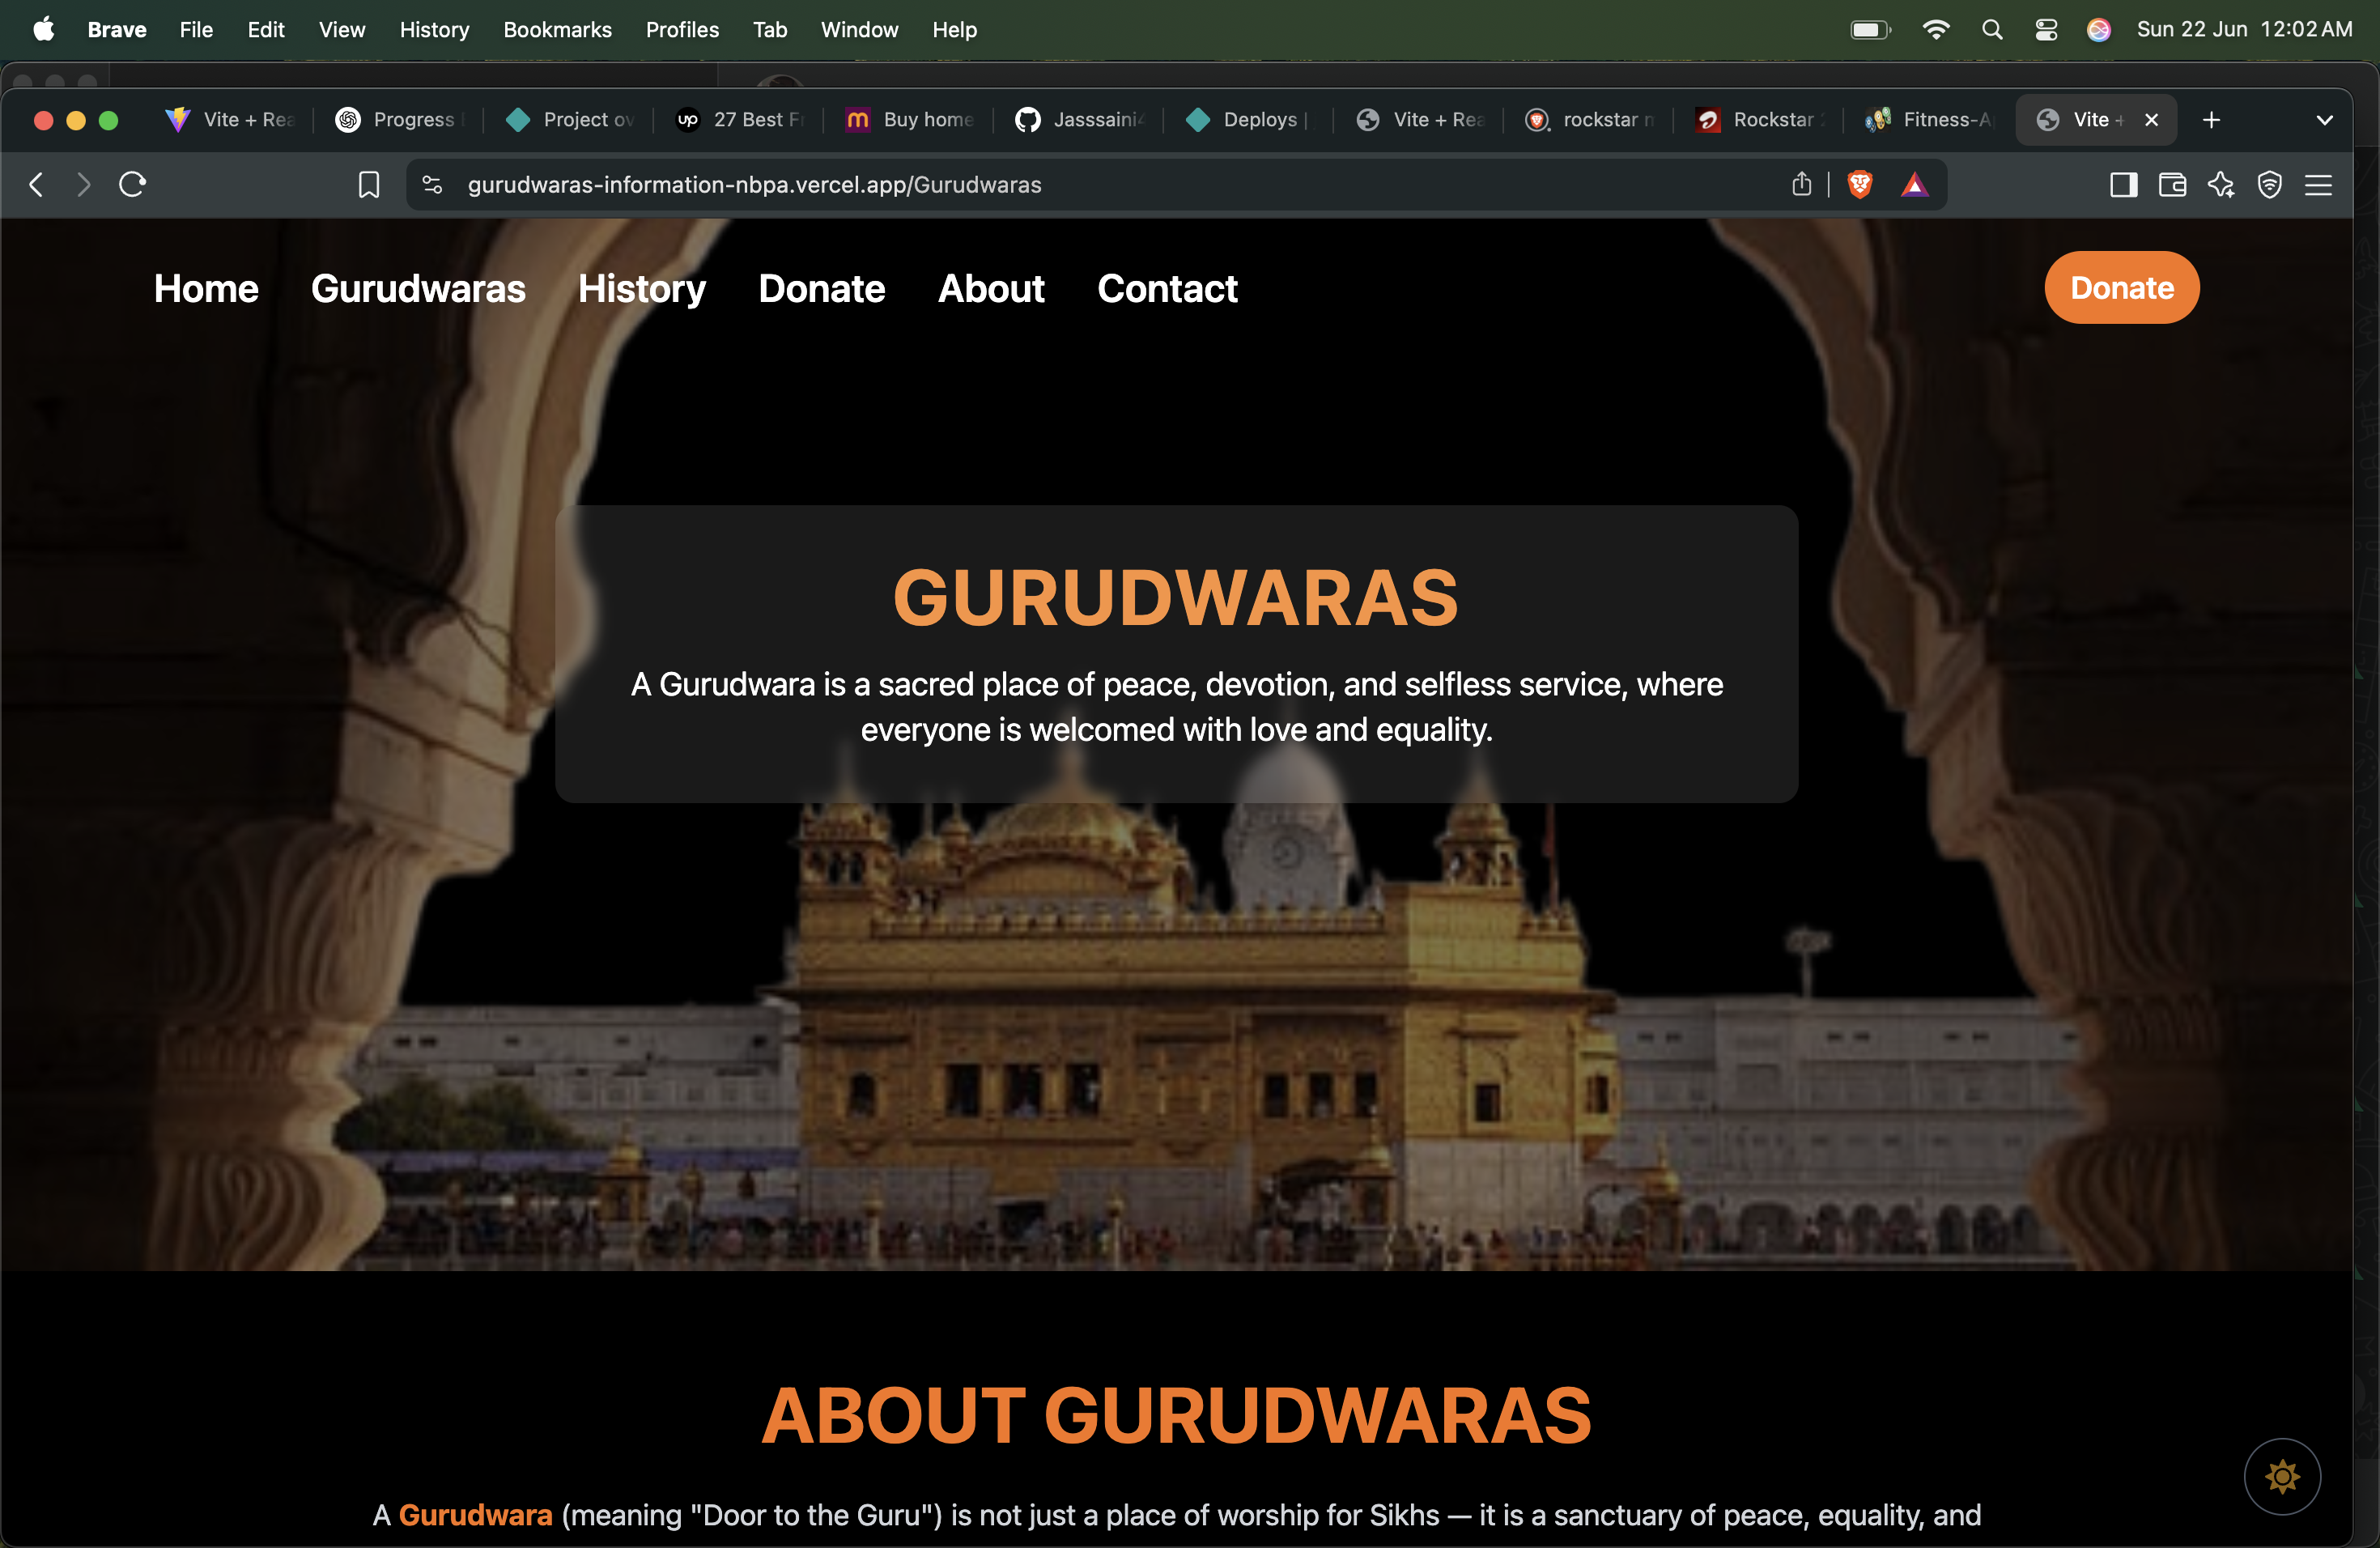 Brave File Edit View History Bookmarks Profiles Tab Window Help Sun 22 Jun 12:02 AM
Vite + Rea Progress Project ov 27 Best Fr Buy home Jasssaini Deploys | Vite + Rea rockstar n Rockstar Fitness-A Vite +
gurudwaras-information-nbpa.vercel.app/Gurudwaras
Home Gurudwaras History Donate About Contact Donate
GURUDWARAS
A Gurudwara is a sacred place of peace, devotion, and selfless service, where
everyone is welcomed with love and equality.
ABOUT GURUDWARAS
A Gurudwara (meaning "Door to the Guru") is not just a place of worship for Sikhs — it is a sanctuary of peace, equality, and